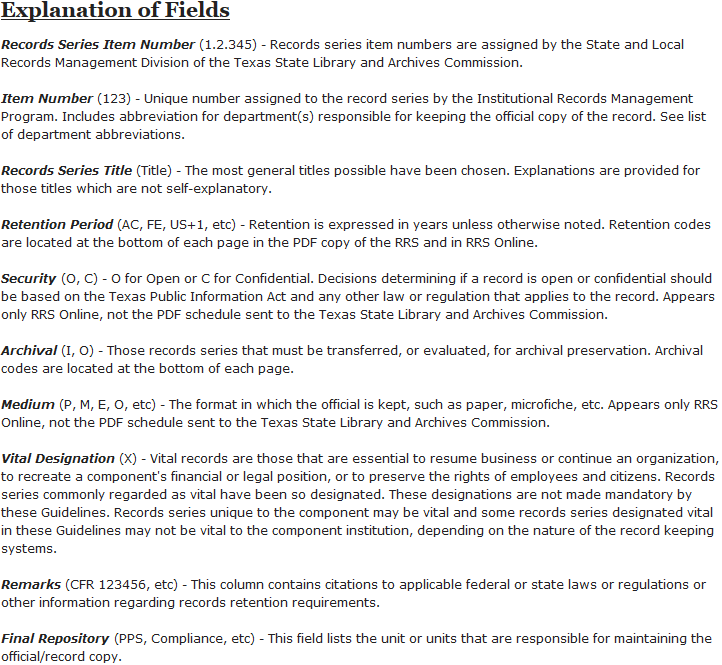 Explanation of Fields
Records Series Item Number (1.2.345) - Records series item numbers are assigned by the State and Local
Records Management Division of the Texas State Library and Archives Commission.
Item Number (123) - Unique number assigned to the record series by the Institutional Records Management
Program. Includes abbreviation for department(s) responsible for keeping the official copy of the record. See list
of department abbreviations.
Records Series Title (Title) - The most general titles possible have been chosen. Explanations are provided for
those titles which are not self-explanatory.
Retention Period (AC, FE, US+1, etc) - Retention is expressed in years unless otherwise noted. Retention codes
are located at the bottom of each page in the PDF copy of the RRS and in RRS Online.
Security (O, C) - O for Open or C for Confidential. Decisions determining if a record is open or confidential should
be based on the Texas Public Information Act and any other law or regulation that applies to the record. Appears
only RRS Online, not the PDF schedule sent to the Texas State Library and Archives Commission.
Archival (I, O) - Those records series that must be transferred, or evaluated, for archival preservation. Archival
codes are located at the bottom of each page.
Medium (P, M, E, O, etc) - The format in which the official is kept, such as paper, microfiche, etc. Appears only RRS
Online, not the PDF schedule sent to the Texas State Library and Archives Commission.
Vital Designation (X) - Vital records are those that are essential to resume business or continue an organization,
to recreate a component's financial or legal position, or to preserve the rights of employees and citizens. Records
series commonly regarded as vital have been so designated. These designations are not made mandatory by
these Guidelines. Records series unique to the component may be vital and some records series designated vital
in these Guidelines may not be vital to the component institution, depending on the nature of the record keeping
systems.
Remarks (CFR 123456, etc) - This column contains citations to applicable federal or state laws or regulations or
other information regarding records retention requirements.
Final Repository (PPS, Compliance, etc) - This field lists the unit or units that are responsible for maintaining the
official/record copy.